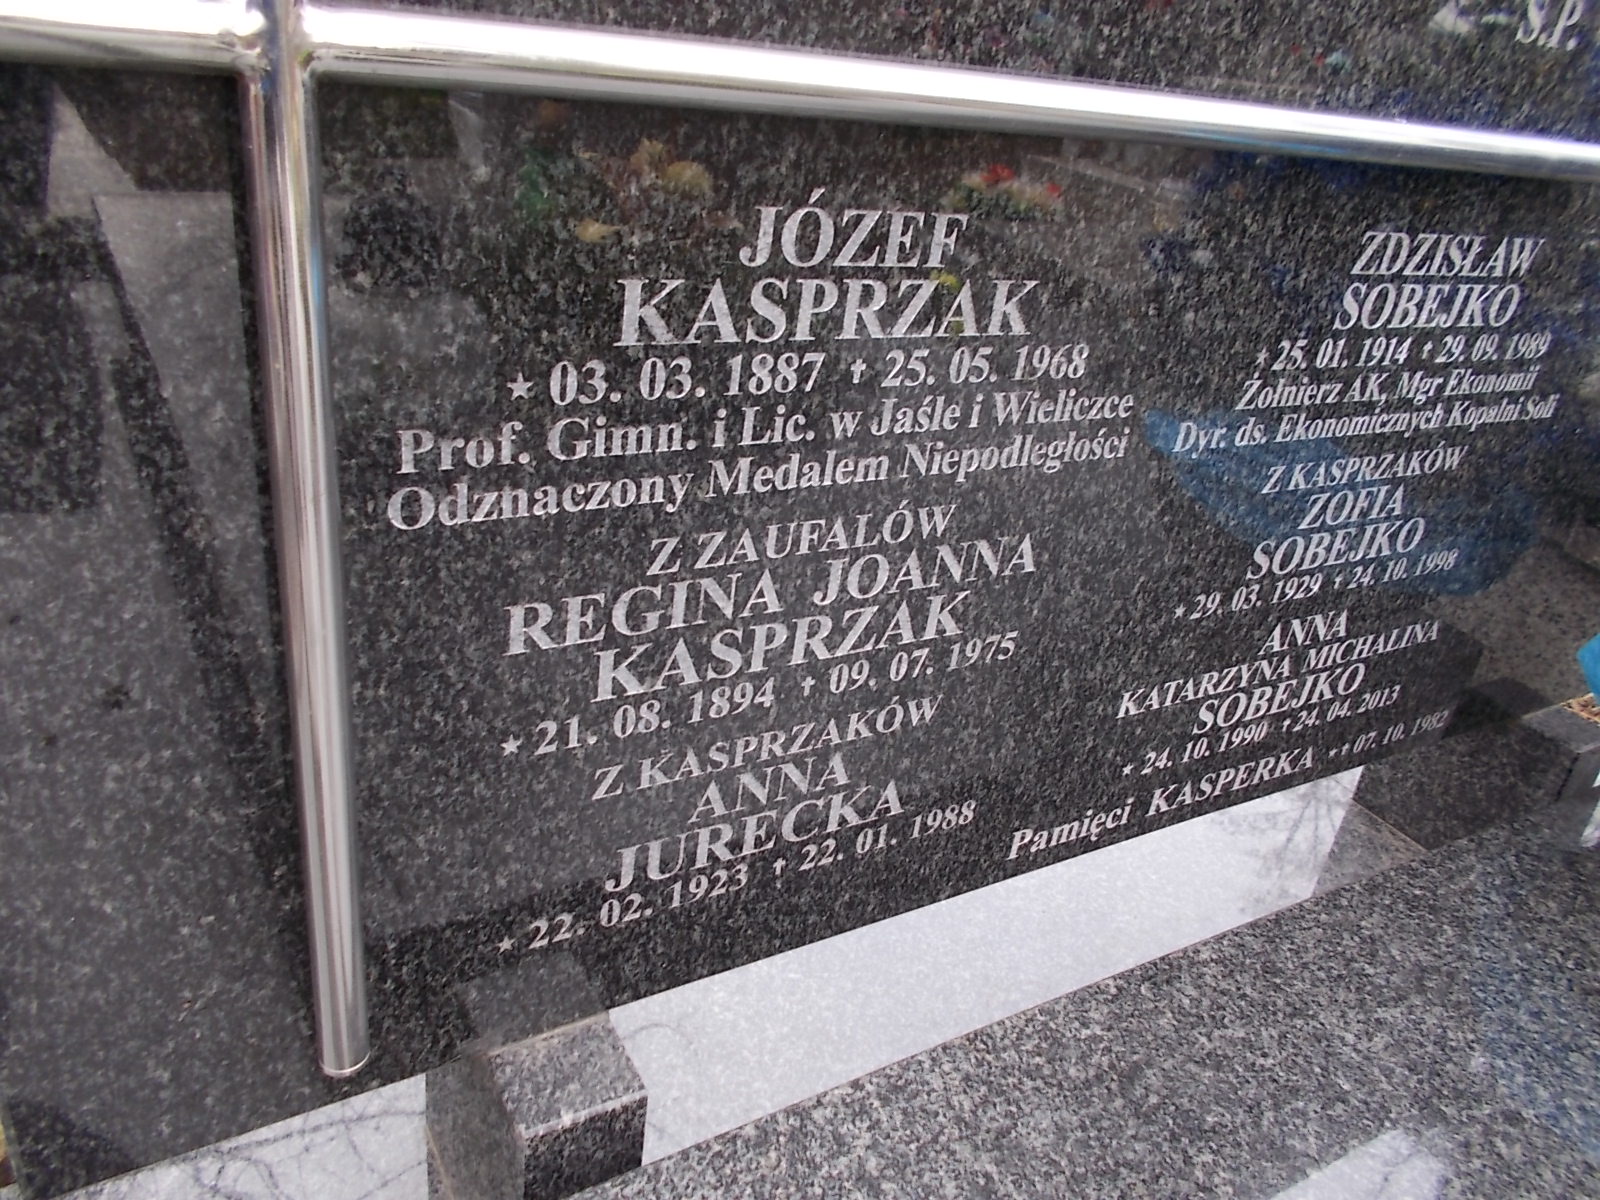 Ś.P.
JÓZEF
KASPRZAK
★ 03. 03. 1887 ✝ 25. 05. 1968
Prof. Gimn. i Lic. w Jaśle i Wieliczce
Odznaczony Medalem Niepodległości
Z ZAUFALÓW
REGINA JOANNA
KASPRZAK
★ 21. 08. 1894 ✝ 09. 07. 1975
Z KASPRZAKÓW
ANNA
JURECKA
★ 22. 02. 1923 ✝ 22. 01. 1988
ZDZISŁAW
SOBEJKO
★ 25. 01. 1914 ✝ 29. 09. 1989
Żołnierz AK, Mgr Ekonomii
Dyr. ds. Ekonomicznych Kopalni Soli
Z KASPRZAKÓW
ZOFIA
SOBEJKO
★ 29. 03. 1929 ✝ 24. 10. 1998
ANNA
KATARZYNA MICHALINA
SOBEJKO
★ 24. 10. 1990 ✝ 24. 04. 2013
Pamięci KASPERKA ★ ✝ 07. 10. 1982